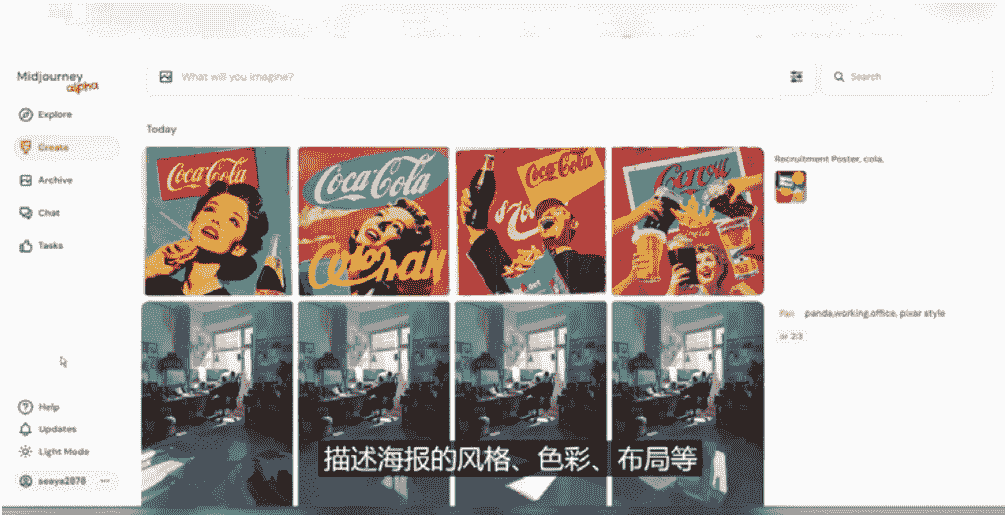 Midjourney
alpha
What will you imagine?
Search
Explore
Create
Archive
Chat
Tasks
Today
Coca-Cola
Coca-Cola
Coca-Cola
Recruitment Poster, cola,
Pan panda,working,office, pixar style
ar 2:3
Help
Updates
Light Mode
描述海报的风格、色彩、布局等